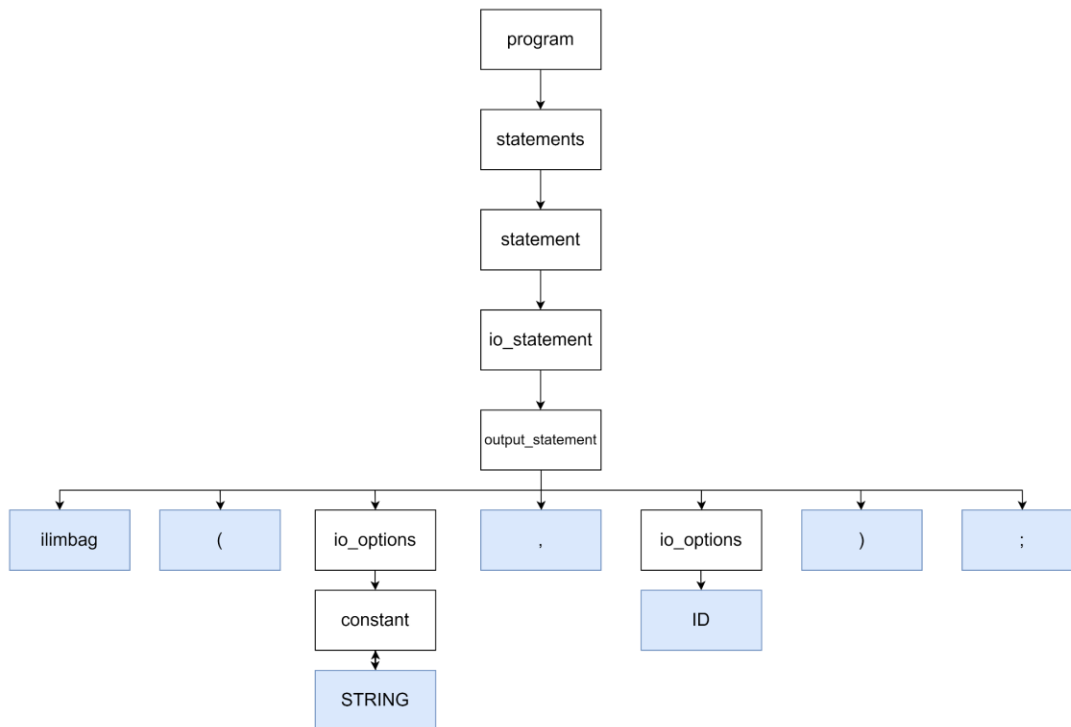 program
statements
statement
io_statement
output_statement
ilimbag
(
io_options
,
io_options
)
;
constant
ID
STRING